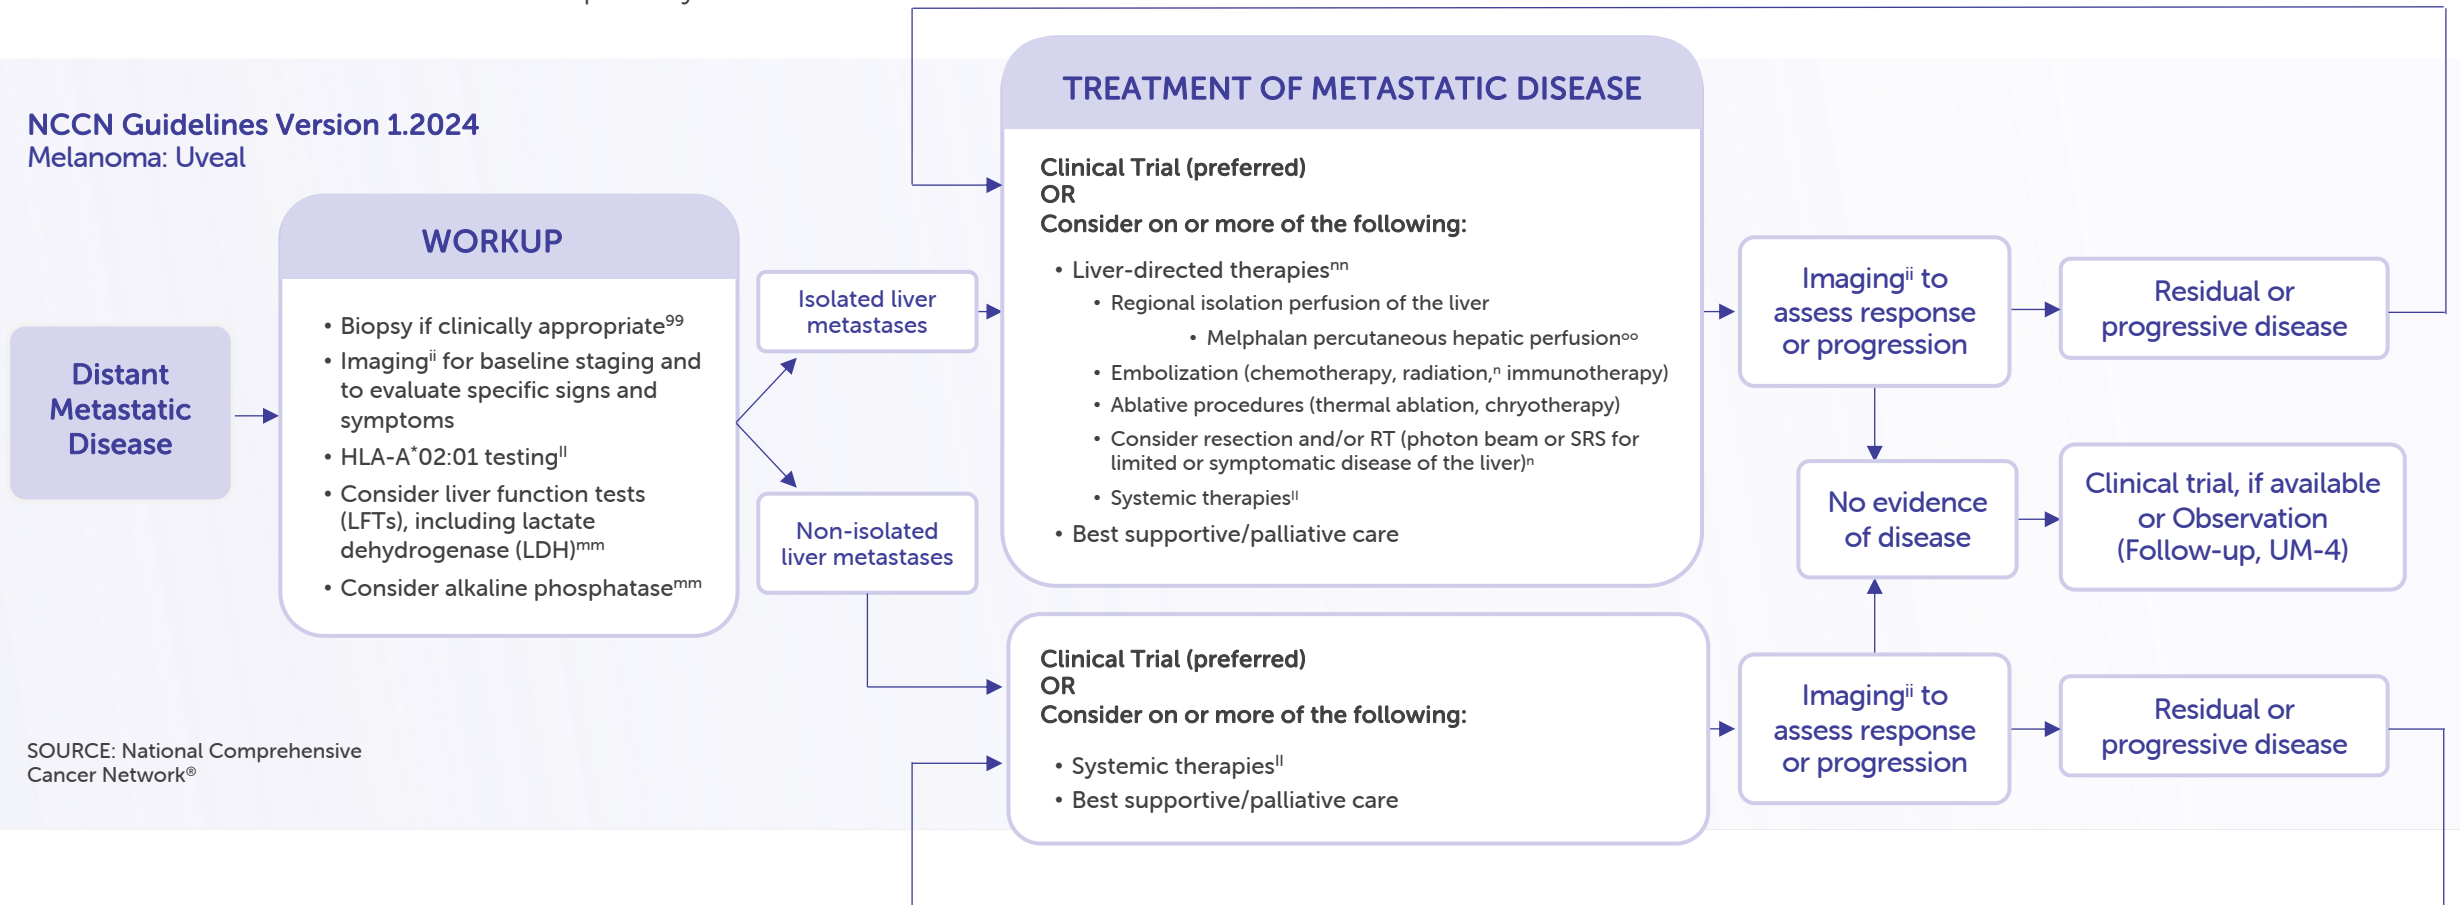 NCCN Guidelines Version 1.2024
Melanoma: Uveal
Distant
Metastatic
Disease
WORKUP
• Biopsy if clinically appropriate99
• Imagingii for baseline staging and
to evaluate specific signs and
symptoms
• HLA-A*02:01 testingll
• Consider liver function tests
(LFTs), including lactate
dehydrogenase (LDH)mm
• Consider alkaline phosphatasemm
Isolated liver
metastases
Non-isolated
liver metastases
TREATMENT OF METASTATIC DISEASE
Clinical Trial (preferred)
OR
Consider on or more of the following:
• Liver-directed therapiesnn
• Regional isolation perfusion of the liver
• Melphalan percutaneous hepatic perfusionoo
• Embolization (chemotherapy, radiation,n immunotherapy)
• Ablative procedures (thermal ablation, chryotherapy)
• Consider resection and/or RT (photon beam or SRS for
limited or symptomatic disease of the liver)n
• Systemic therapiesll
• Best supportive/palliative care
Clinical Trial (preferred)
OR
Consider on or more of the following:
• Systemic therapiesll
• Best supportive/palliative care
Imagingii to
assess response
or progression
Residual or
progressive disease
No evidence
of disease
Clinical trial, if available
or Observation
(Follow-up, UM-4)
Imagingii to
assess response
or progression
Residual or
progressive disease
SOURCE: National Comprehensive
Cancer Network®